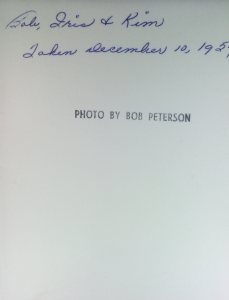 Bob, Iris & Kim
Taken December 10, 195
PHOTO BY BOB PETERSON